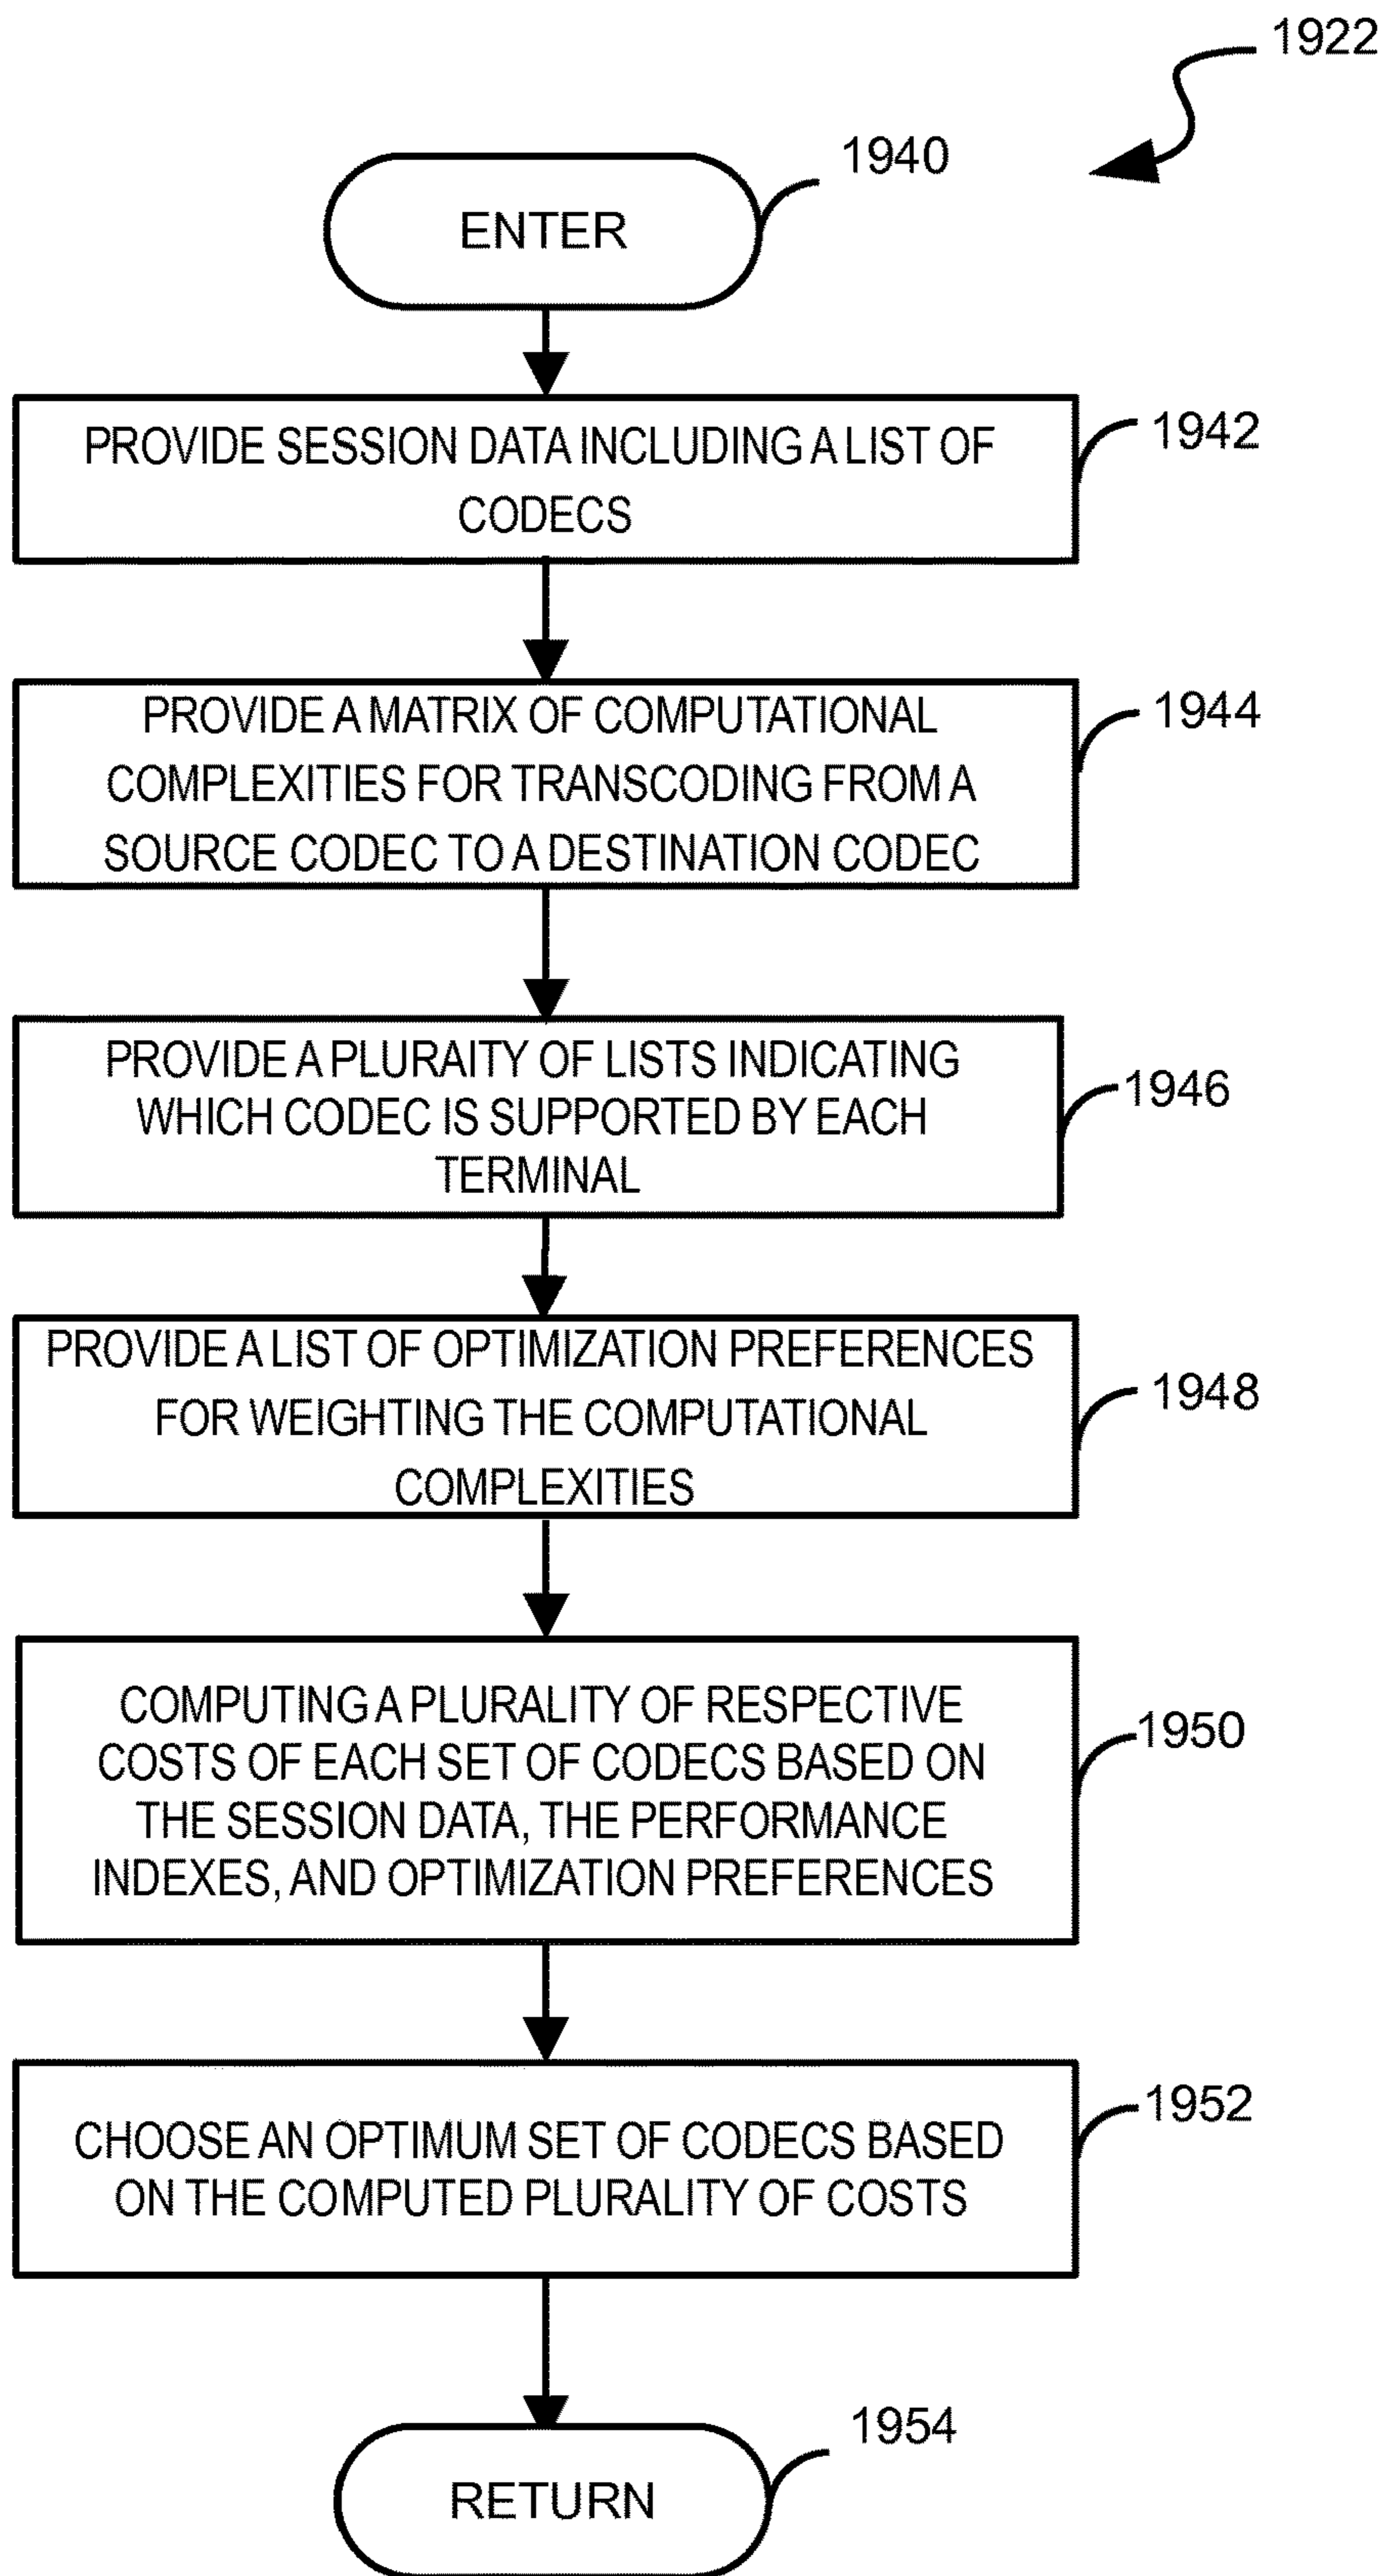 1922
1940
ENTER
1942
PROVIDE SESSION DATA INCLUDING A LIST OF
CODECS
1944
PROVIDE A MATRIX OF COMPUTATIONAL
COMPLEXITIES FOR TRANSCODING FROM A
SOURCE CODEC TO A DESTINATION CODEC
1946
PROVIDE A PLURAITY OF LISTS INDICATING
WHICH CODEC IS SUPPORTED BY EACH
TERMINAL
1948
PROVIDE A LIST OF OPTIMIZATION PREFERENCES
FOR WEIGHTING THE COMPUTATIONAL
COMPLEXITIES
1950
COMPUTING A PLURALITY OF RESPECTIVE
COSTS OF EACH SET OF CODECS BASED ON
THE SESSION DATA, THE PERFORMANCE
INDEXES, AND OPTIMIZATION PREFERENCES
1952
CHOOSE AN OPTIMUM SET OF CODECS BASED
ON THE COMPUTED PLURALITY OF COSTS
1954
RETURN